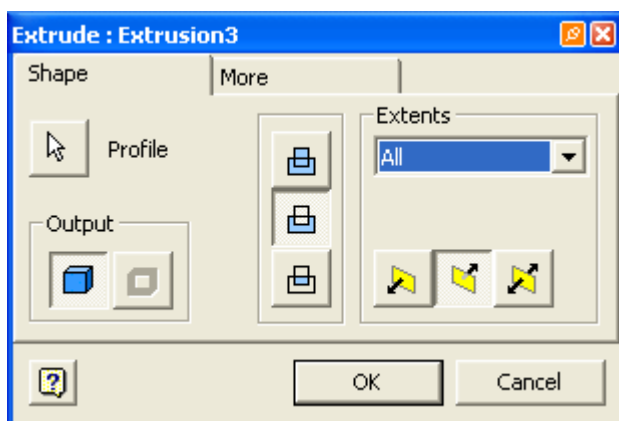 Extrude : Extrusion3
Shape
More
Profile
Extents
All
Output
?
OK
Cancel